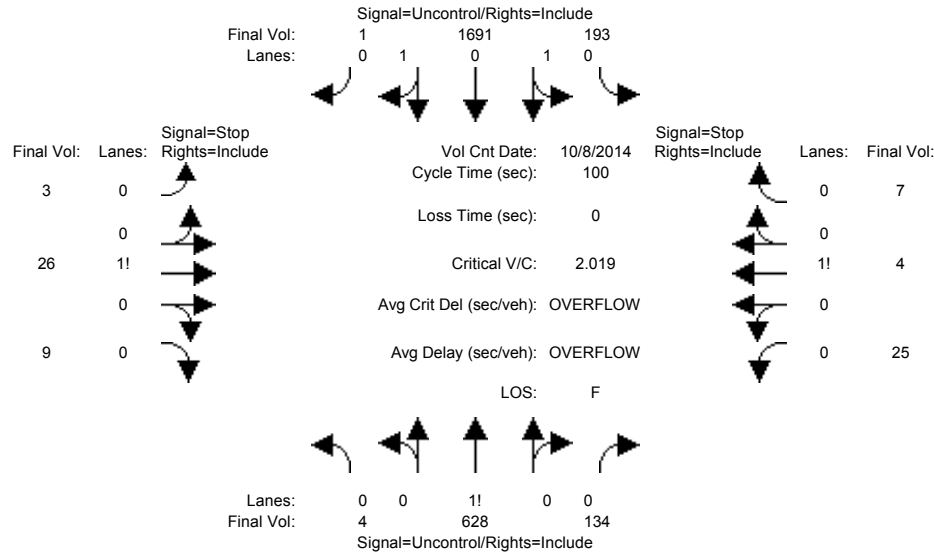 Signal=Uncontrol/Rights=Include
Final Vol: 1 1691 193
Lanes: 0 1 0 1 0
Signal=Stop Signal=Stop
Final Vol: Lanes: Rights=Include Vol Cnt Date: 10/8/2014 Rights=Include Lanes: Final Vol:
Cycle Time (sec): 100
3 0 0 7
Loss Time (sec): 0
0 0
26 1! Critical V/C: 2.019 1! 4
0 Avg Crit Del (sec/veh): OVERFLOW 0
9 0 Avg Delay (sec/veh): OVERFLOW 0 25
LOS: F
Lanes: 0 0 1! 0 0
Final Vol: 4 628 134
Signal=Uncontrol/Rights=Include